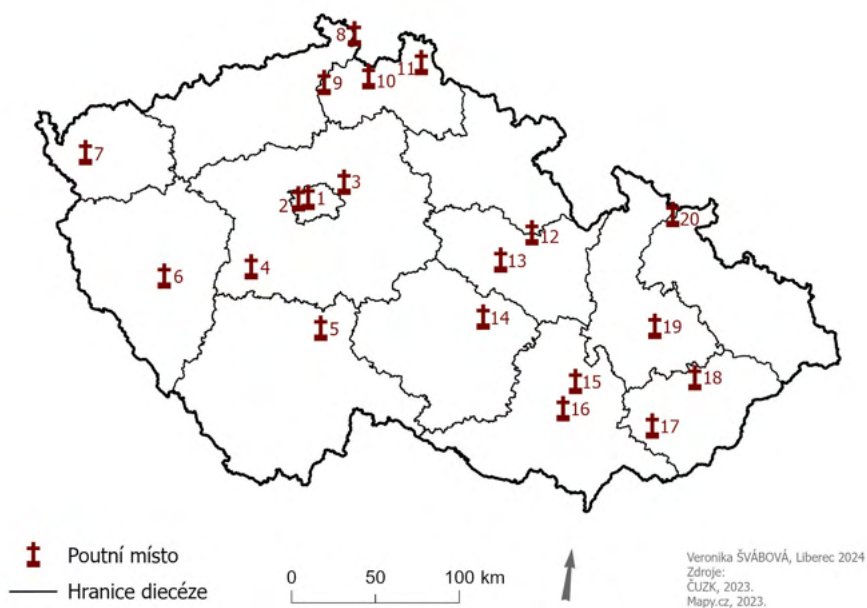 8
11
9
10
7
3
2
1
20
12
13
4
6
14
5
19
18
15
16
17
Poutní místo
Hranice diecéze
0 50 100 km
Veronika ŠVÁBOVÁ, Liberec 2024
Zdroje:
ČUZK, 2023.
Mapy.cz, 2023.